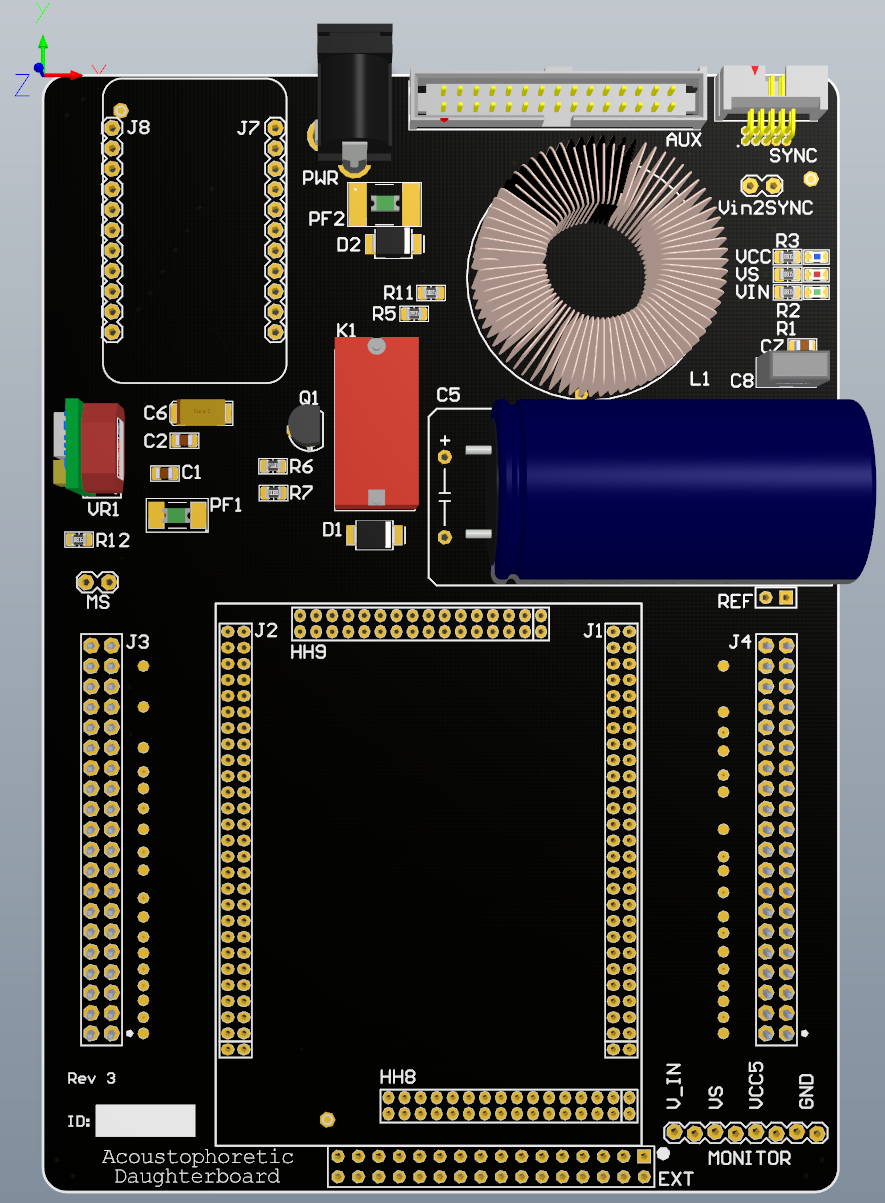 Y
Z
X
J8
J7
PWR
AUX
SYNC
PF2
Vin2SYNC
D2
R3
VCC
VS
VIN
R11
R2
R5
R1
K1
C7
L1
C8
C5
Q1
C6
+
C2
R6
C1
R7
VR1
PF1
D1
R12
MS
REF
J3
J2
J1
J4
HH9
HH8
Rev 3
V_IN
VS
VCC5
GND
ID:
MONITOR
Acoustophoretic
Daughterboard
EXT